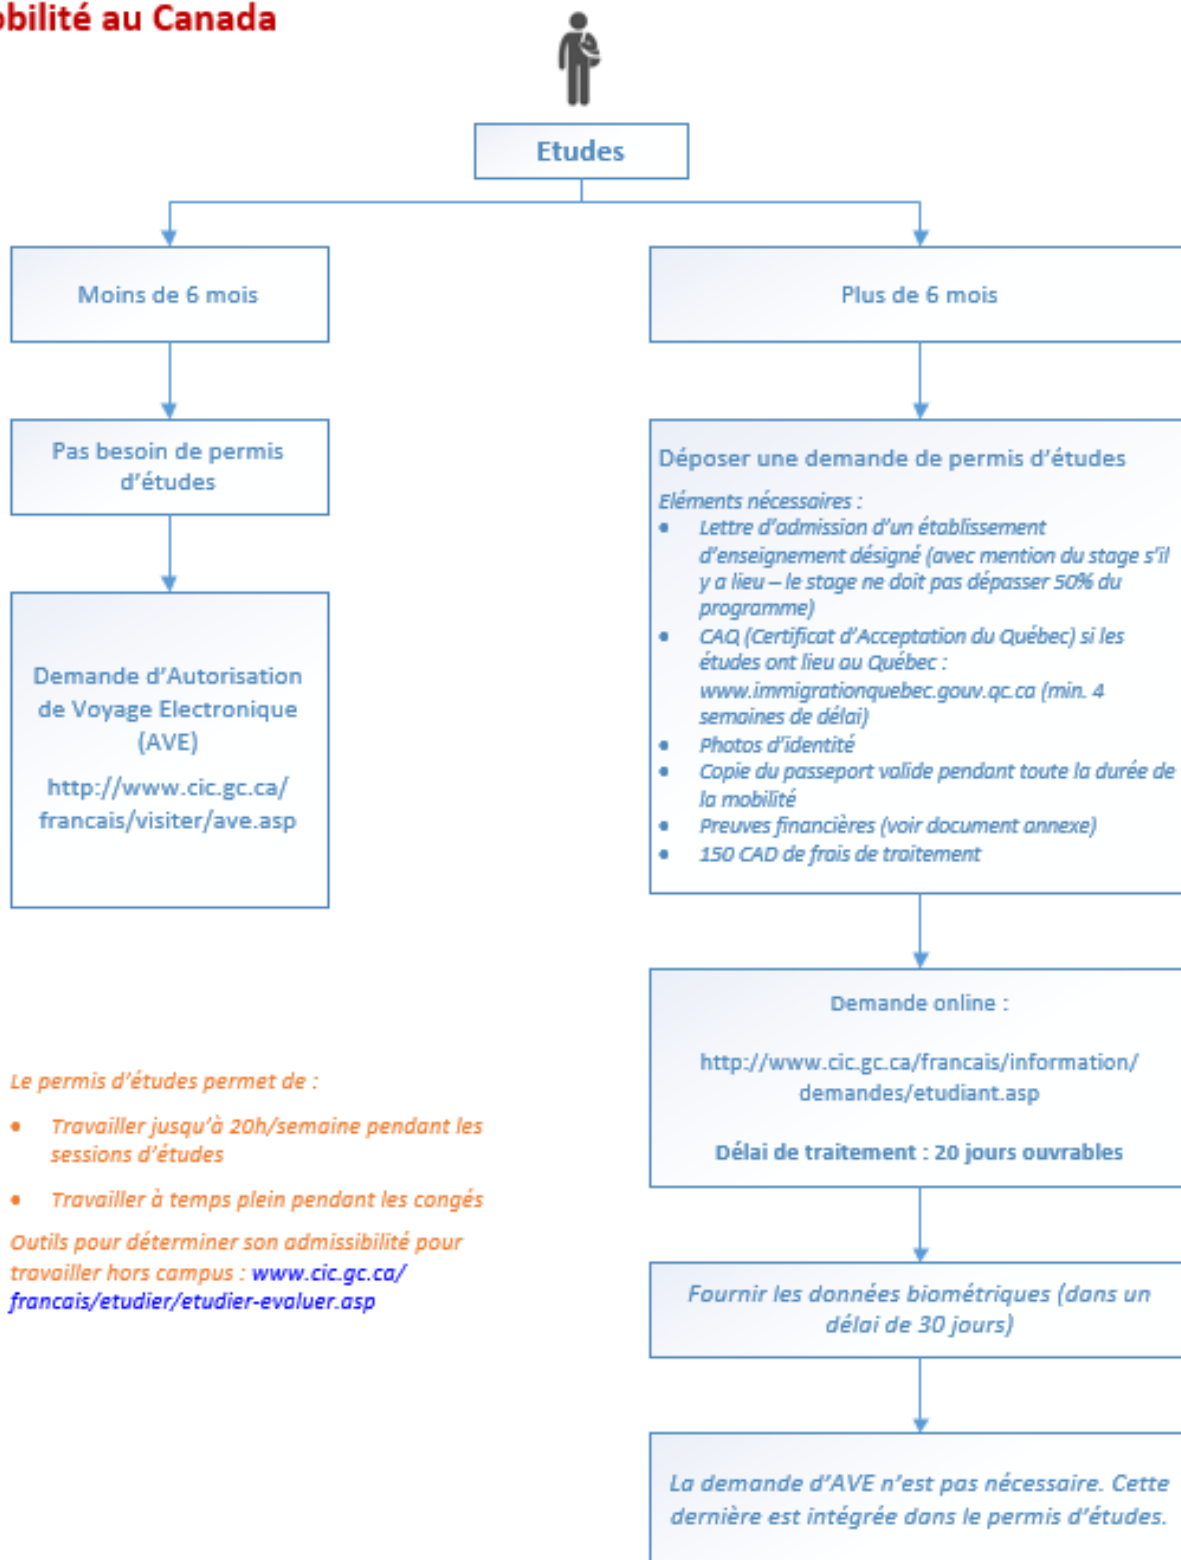 obilité au Canada
Etudes
Moins de 6 mois
Pas besoin de permis
d’études
Demande d’Autorisation
de Voyage Electronique
(AVE)
http://www.cic.gc.ca/
francais/visiter/ave.asp
Plus de 6 mois
Déposer une demande de permis d’études
Eléments nécessaires :
• Lettre d’admission d’un établissement
d’enseignement désigné (avec mention du stage s’il
y a lieu – le stage ne doit pas dépasser 50% du
programme)
• CAQ (Certificat d’Acceptation du Québec) si les
études ont lieu au Québec :
www.immigrationquebec.gouv.qc.ca (min. 4
semaines de délai)
• Photos d’identité
• Copie du passeport valide pendant toute la durée de
la mobilité
• Preuves financières (voir document annexe)
• 150 CAD de frais de traitement
Demande online :
http://www.cic.gc.ca/francais/information/
demandes/etudiant.asp
Délai de traitement : 20 jours ouvrables
Fournir les données biométriques (dans un
délai de 30 jours)
La demande d’AVE n’est pas nécessaire. Cette
dernière est intégrée dans le permis d’études.
Le permis d’études permet de :
• Travailler jusqu’à 20h/semaine pendant les
sessions d’études
• Travailler à temps plein pendant les congés
Outils pour déterminer son admissibilité pour
travailler hors campus : www.cic.gc.ca/
francais/etudier/etudier-evaluer.asp